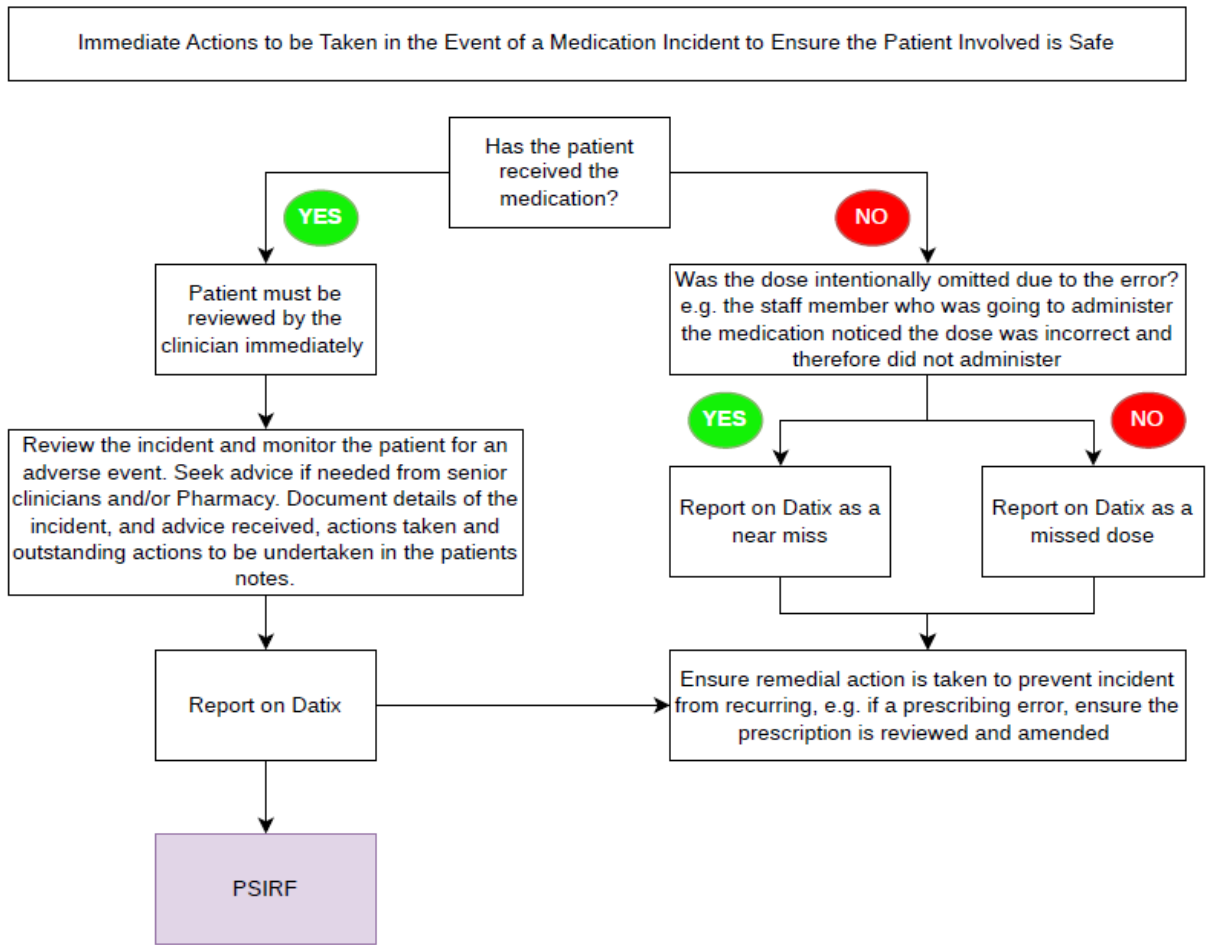 Immediate Actions to be Taken in the Event of a Medication Incident to Ensure the Patient Involved is Safe
Has the patient
received the
medication?
YES
NO
Patient must be
reviewed by the
clinician immediately
Was the dose intentionally omitted due to the error?
e.g. the staff member who was going to administer
the medication noticed the dose was incorrect and
therefore did not administer
YES
NO
Review the incident and monitor the patient for an
adverse event. Seek advice if needed from senior
clinicians and/or Pharmacy. Document details of the
incident, and advice received, actions taken and
outstanding actions to be undertaken in the patients
notes.
Report on Datix as a
near miss
Report on Datix as a
missed dose
Report on Datix
Ensure remedial action is taken to prevent incident
from recurring, e.g. if a prescribing error, ensure the
prescription is reviewed and amended
PSIRF